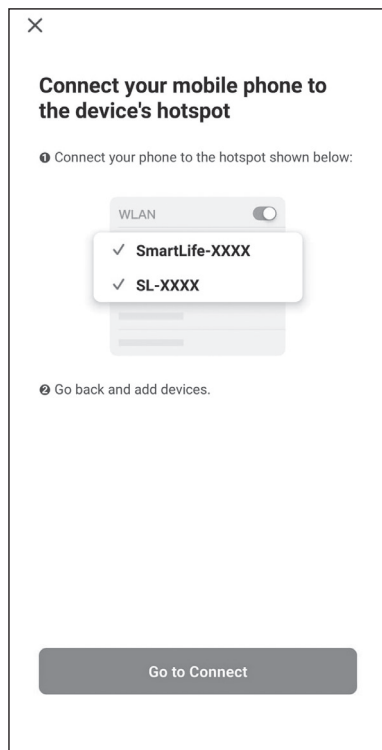 Connect your mobile phone to
the device's hotspot
❶ Connect your phone to the hotspot shown below:
WLAN
✓ SmartLife-XXXX
✓ SL-XXXX
❷ Go back and add devices.
Go to Connect